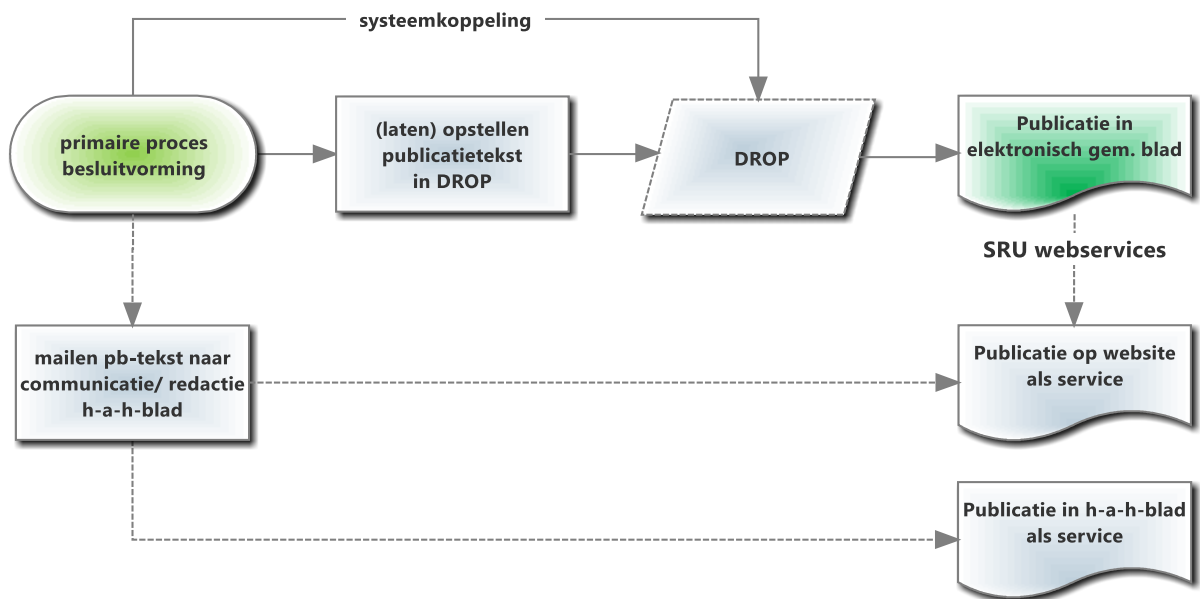 systeemkoppeling
primaire proces
besluitvorming
(laten) opstellen
publicatietekst
in DROP
DROP
Publicatie in
elektronisch gem. blad
SRU webservices
mailen pb-tekst naar
communicatie/ redactie
h-a-h-blad
Publicatie op website
als service
Publicatie in h-a-h-blad
als service